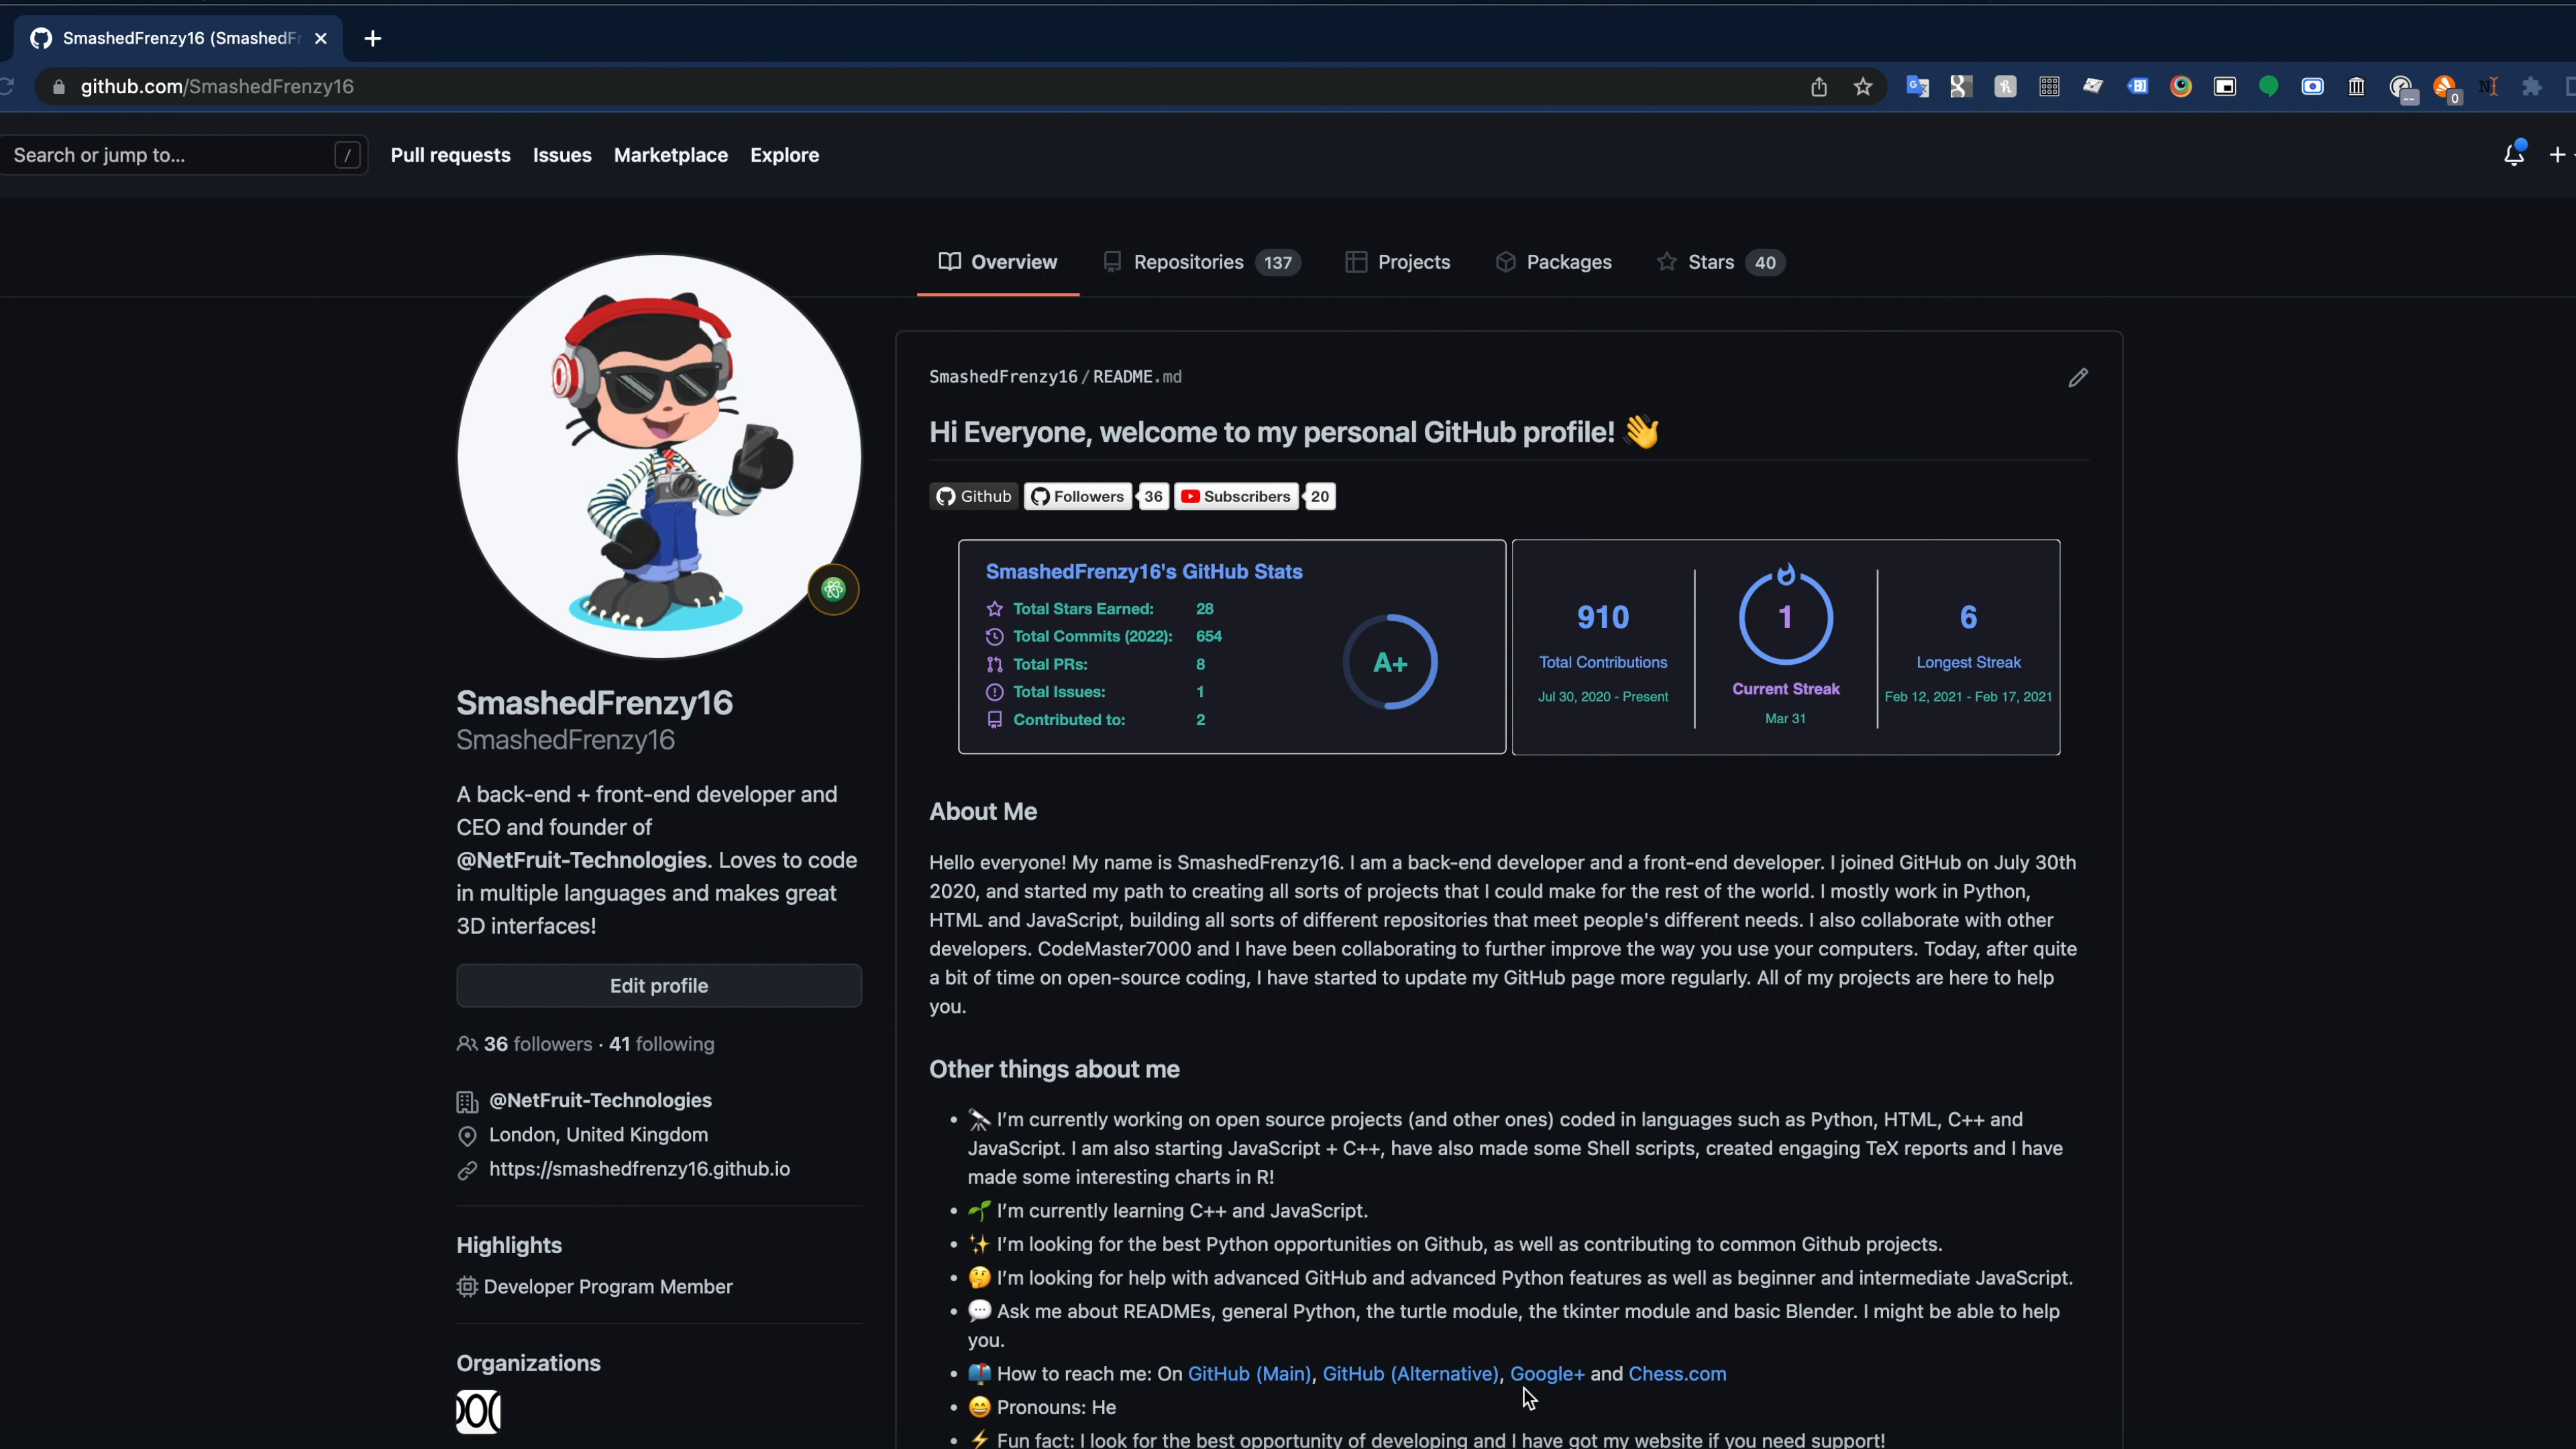 SmashedFrenzy16 (SmashedFr
github.com/SmashedFrenzy16
0
Search or jump to... /
Pull requests Issues Marketplace Explore
Overview Repositories 137 Projects Packages Stars 40
SmashedFrenzy16/README.md
Hi Everyone, welcome to my personal GitHub profile! 👋
Github Followers 36 Subscribers 20
SmashedFrenzy16's GitHub Stats
Total Stars Earned: 28
Total Commits (2022): 654
Total PRs: 8
Total Issues: 1
Contributed to: 2
A+
910
Total Contributions
Jul 30, 2020 - Present
1
Current Streak
Mar 31
6
Longest Streak
Feb 12, 2021 - Feb 17, 2021
SmashedFrenzy16
SmashedFrenzy16
A back-end + front-end developer and
CEO and founder of
@NetFruit-Technologies. Loves to code
in multiple languages and makes great
3D interfaces!
Edit profile
36 followers · 41 following
@NetFruit-Technologies
London, United Kingdom
https://smashedfrenzy16.github.io
Highlights
Developer Program Member
Organizations
About Me
Hello everyone! My name is SmashedFrenzy16. I am a back-end developer and a front-end developer. I joined GitHub on July 30th
2020, and started my path to creating all sorts of projects that I could make for the rest of the world. I mostly work in Python,
HTML and JavaScript, building all sorts of different repositories that meet people's different needs. I also collaborate with other
developers. CodeMaster7000 and I have been collaborating to further improve the way you use your computers. Today, after quite
a bit of time on open-source coding, I have started to update my GitHub page more regularly. All of my projects are here to help
you.
Other things about me
• 🔭 I'm currently working on open source projects (and other ones) coded in languages such as Python, HTML, C++ and
JavaScript. I am also starting JavaScript + C++, have also made some Shell scripts, created engaging TeX reports and I have
made some interesting charts in R!
• 🌱 I'm currently learning C++ and JavaScript.
• ✨ I'm looking for the best Python opportunities on Github, as well as contributing to common Github projects.
• 🤔 I'm looking for help with advanced GitHub and advanced Python features as well as beginner and intermediate JavaScript.
• 💬 Ask me about READMEs, general Python, the turtle module, the tkinter module and basic Blender. I might be able to help
you.
• 📫 How to reach me: On GitHub (Main), GitHub (Alternative), Google+ and Chess.com
• 😄 Pronouns: He
• ⚡ Fun fact: I look for the best opportunity of developing and I have got my website if you need support!